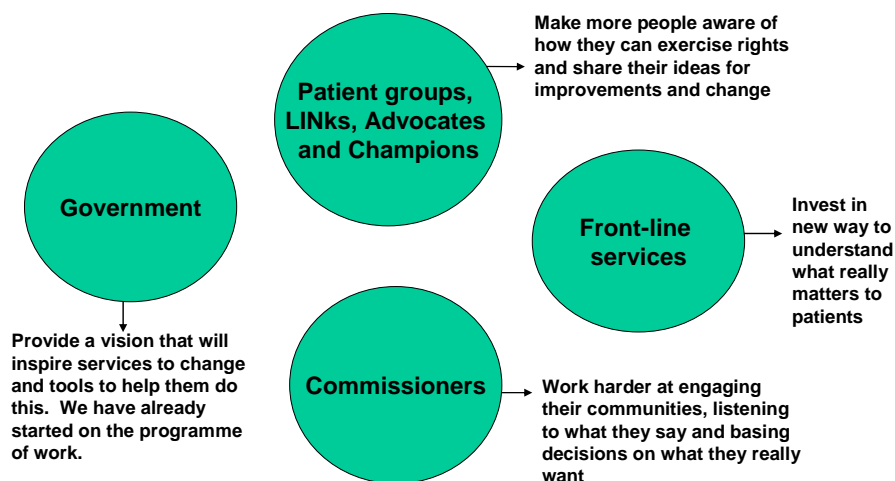 Make more people aware of
how they can exercise rights
and share their ideas for
improvements and change
Patient groups,
LINks, Advocates
and Champions
Government
Front-line
services
Invest in
new way to
understand
what really
matters to
patients
Provide a vision that will
inspire services to change
and tools to help them do
this. We have already
started on the programme
of work.
Commissioners
Work harder at engaging
their communities, listening
to what they say and basing
decisions on what they really
want